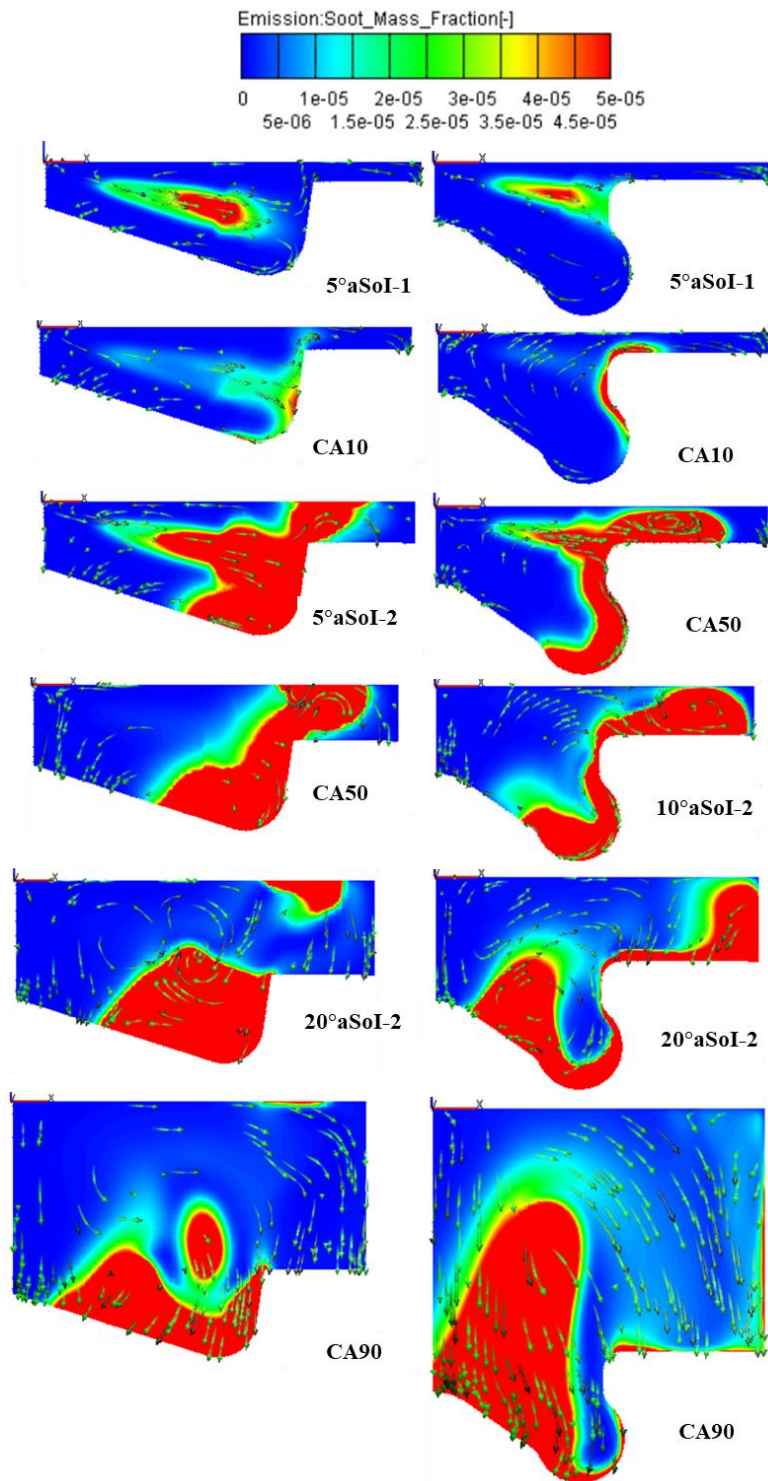 Emission:Soot_Mass_Fraction[-]
0 1e-05 2e-05 3e-05 4e-05 5e-05
5e-06 1.5e-05 2.5e-05 3.5e-05 4.5e-05
X X
5°aSoI-1 5°aSoI-1
X X
CA10 CA10
X X
5°aSoI-2 CA50
X X
CA50 10°aSoI-2
X X
20°aSoI-2 20°aSoI-2
X X
CA90 CA90